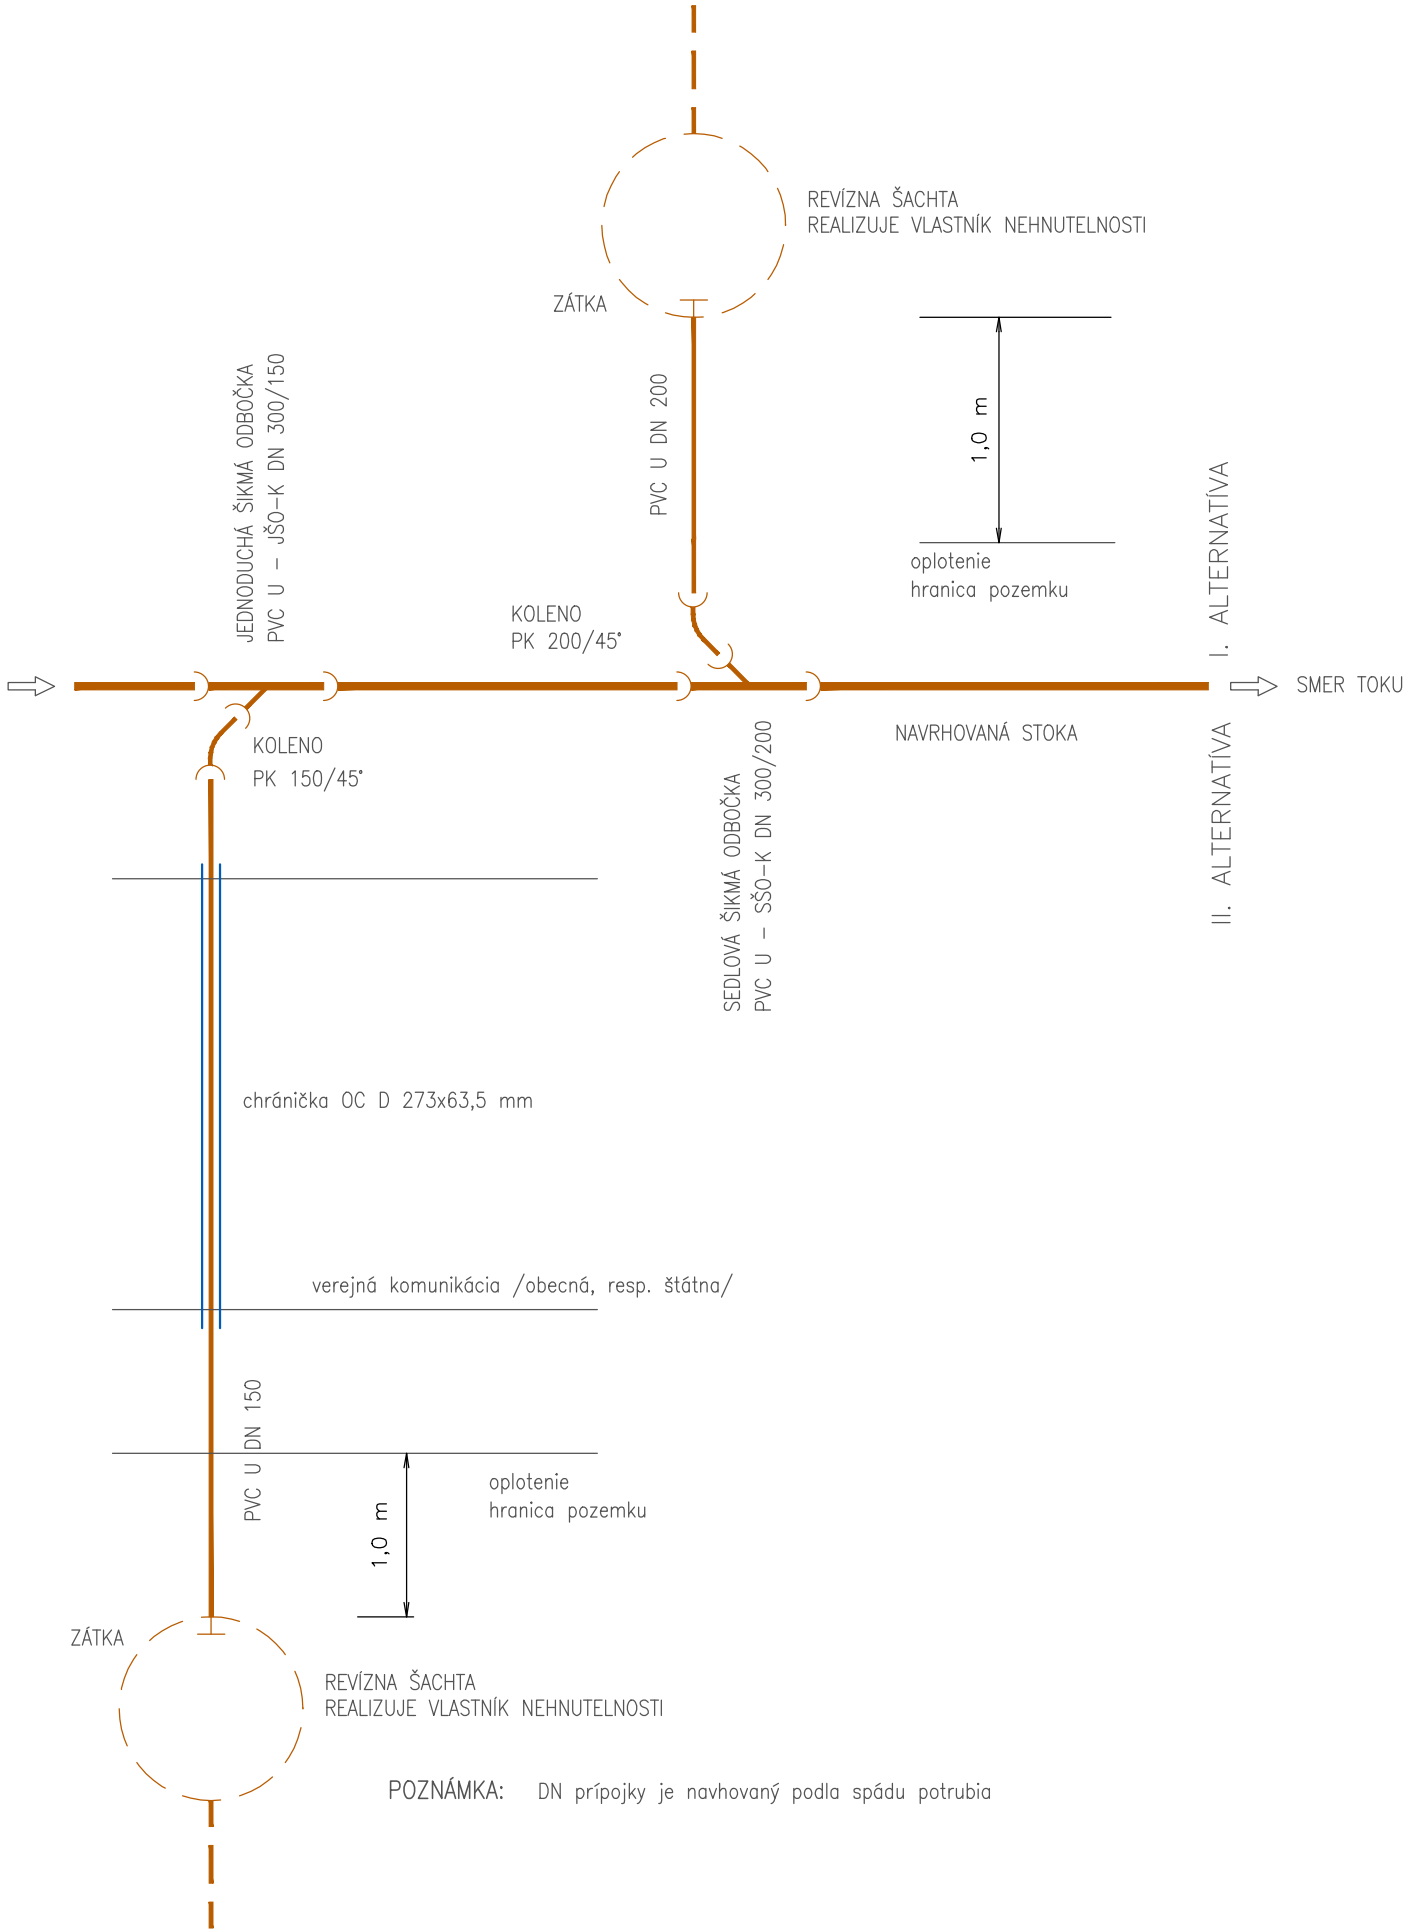 REVÍZNA ŠACHTA
REALIZUJE VLASTNÍK NEHNUTELNOSTI
ZÁTKA
JEDNODUCHÁ ŠIKMÁ ODBOČKA
PVC U - JŠO-K DN 300/150
PVC U DN 200
1,0 m
oplotenie
hranica pozemku
I. ALTERNATÍVA
KOLENO
PK 200/45°
SMER TOKU
NAVRHOVANÁ STOKA
KOLENO
PK 150/45°
SEDLOVÁ ŠIKMÁ ODBOČKA
PVC U - SŠO-K DN 300/200
II. ALTERNATÍVA
chránička OC D 273x63,5 mm
verejná komunikácia /obecná, resp. štátna/
PVC U DN 150
oplotenie
hranica pozemku
1,0 m
ZÁTKA
REVÍZNA ŠACHTA
REALIZUJE VLASTNÍK NEHNUTELNOSTI
POZNÁMKA: DN prípojky je navhovaný podla spádu potrubia